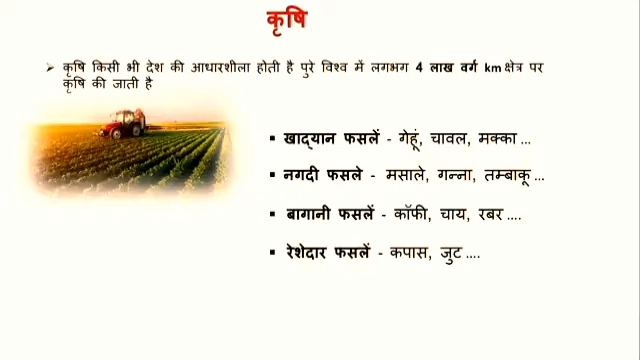 कृषि
➢ कृषि किसी भी देश की आधारशीला होती है पुरे विश्व में लगभग 4 लाख वर्ग km क्षेत्र पर
कृषि की जाती है
▪ खाद्यान फसलें - गेहूं, चावल, मक्का ...
▪ नगदी फसले - मसाले, गन्ना, तम्बाकू ...
▪ बागानी फसलें - कॉफी, चाय, रबर ....
▪ रेशेदार फसलें - कपास, जुट ....